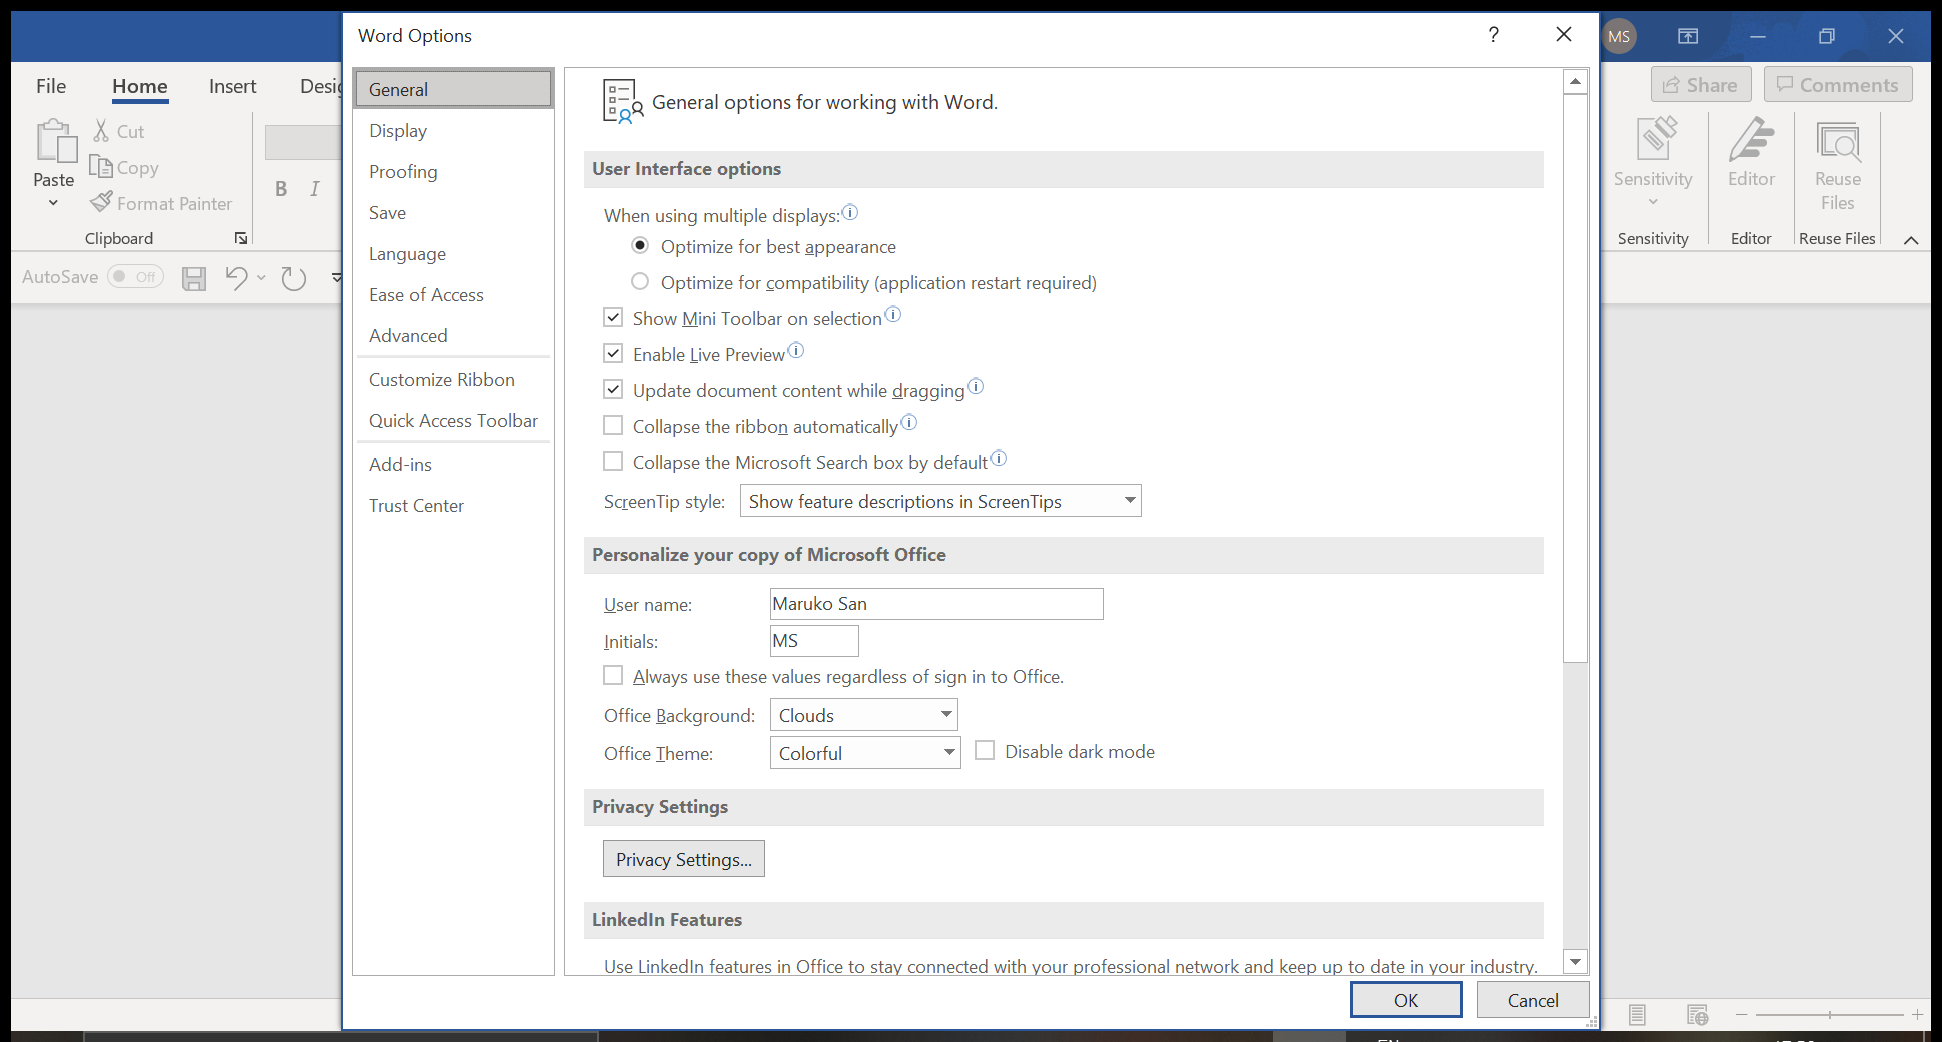 Word Options
?
MS
File
Home
Insert
Share
Comments
Cut
Copy
Paste
Format Painter
Clipboard
B I
AutoSave Off
General
Display
Proofing
Save
Language
Ease of Access
Advanced
Customize Ribbon
Quick Access Toolbar
Add-ins
Trust Center
General options for working with Word.
User Interface options
When using multiple displays:
Optimize for best appearance
Optimize for compatibility (application restart required)
Show Mini Toolbar on selection
Enable Live Preview
Update document content while dragging
Collapse the ribbon automatically
Collapse the Microsoft Search box by default
ScreenTip style: Show feature descriptions in ScreenTips
Personalize your copy of Microsoft Office
User name: Maruko San
Initials: MS
Always use these values regardless of sign in to Office.
Office Background: Clouds
Office Theme: Colorful Disable dark mode
Privacy Settings
Privacy Settings...
LinkedIn Features
Use LinkedIn features in Office to stay connected with your professional network and keep up to date in your industry.
OK
Cancel
Sensitivity
Editor
Reuse
Files
Sensitivity
Editor
Reuse Files